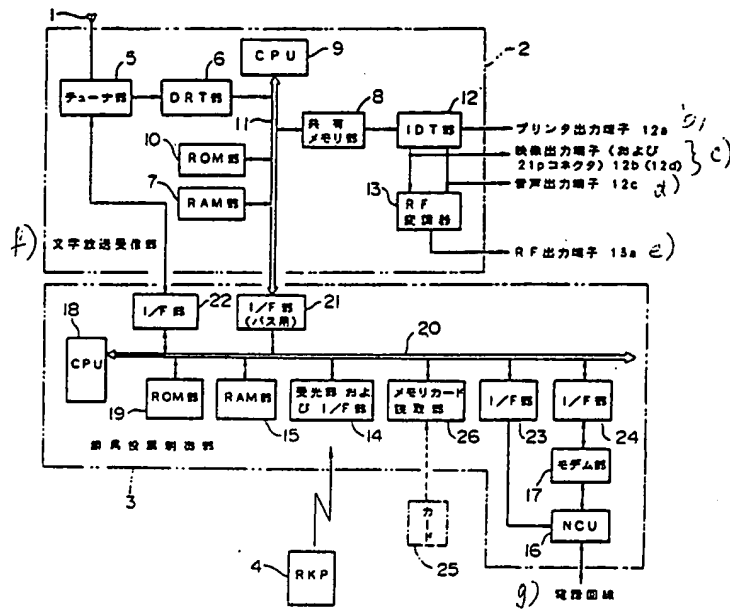 1
5
テューナ部
6
DRT部
9
CPU
2
11
8
共有
メモリ部
12
IDT部
プリンタ出力端子 12a
映像出力端子(および
21pコネクタ) 12b(12d)
c)
音声出力端子 12c
d)
10
ROM部
7
RAM部
13
RF
変調器
RF出力端子 13a
e)
f)
文字放送受信部
I/F部
22
I/F部
(バス用)
21
18
CPU
20
ROM部
19
RAM部
15
受光部および
びI/F部
14
メモリカード
読取部
26
I/F部
23
I/F部
24
モデム部
17
NCU
16
3
4
RKP
カード
25
g)
電話回線